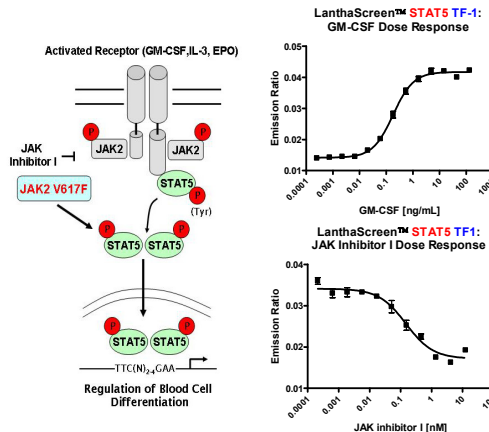 Activated Receptor (GM-CSF,IL-3, EPO)
P
JAK2
JAK2
P
JAK
Inhibitor I
STAT5
P
(Tyr)
JAK2 V617F
P
P
STAT5
STAT5
P
P
STAT5
STAT5
TTC(N)2-4GAA
Regulation of Blood Cell
Differentiation
LanthaScreen™ STAT5 TF-1:
GM-CSF Dose Response
Emission Ratio
0.05
0.04
0.03
0.02
0.01
0.0001
0.001
0.01
0.1
1
10
100
1000
GM-CSF [ng/mL]
LanthaScreen™ STAT5 TF1:
JAK Inhibitor I Dose Response
Emission Ratio
0.04
0.03
0.02
0.01
0.0001
0.001
0.01
0.1
1
10
100
JAK inhibitor I [nM]